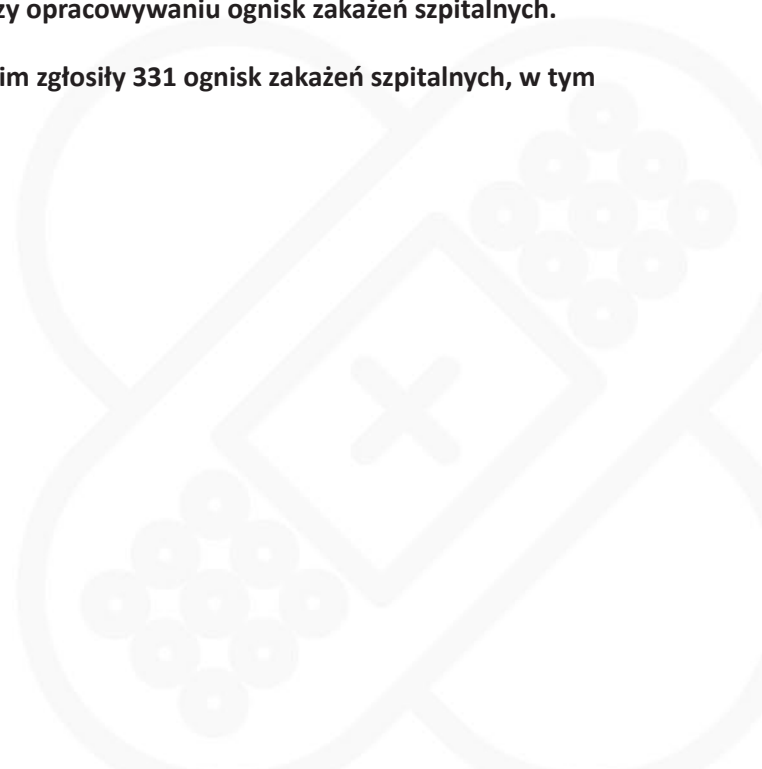 zy opracowywaniu ognisk zakażeń szpitalnych.
im zgłosiły 331 ognisk zakażeń szpitalnych, w tym